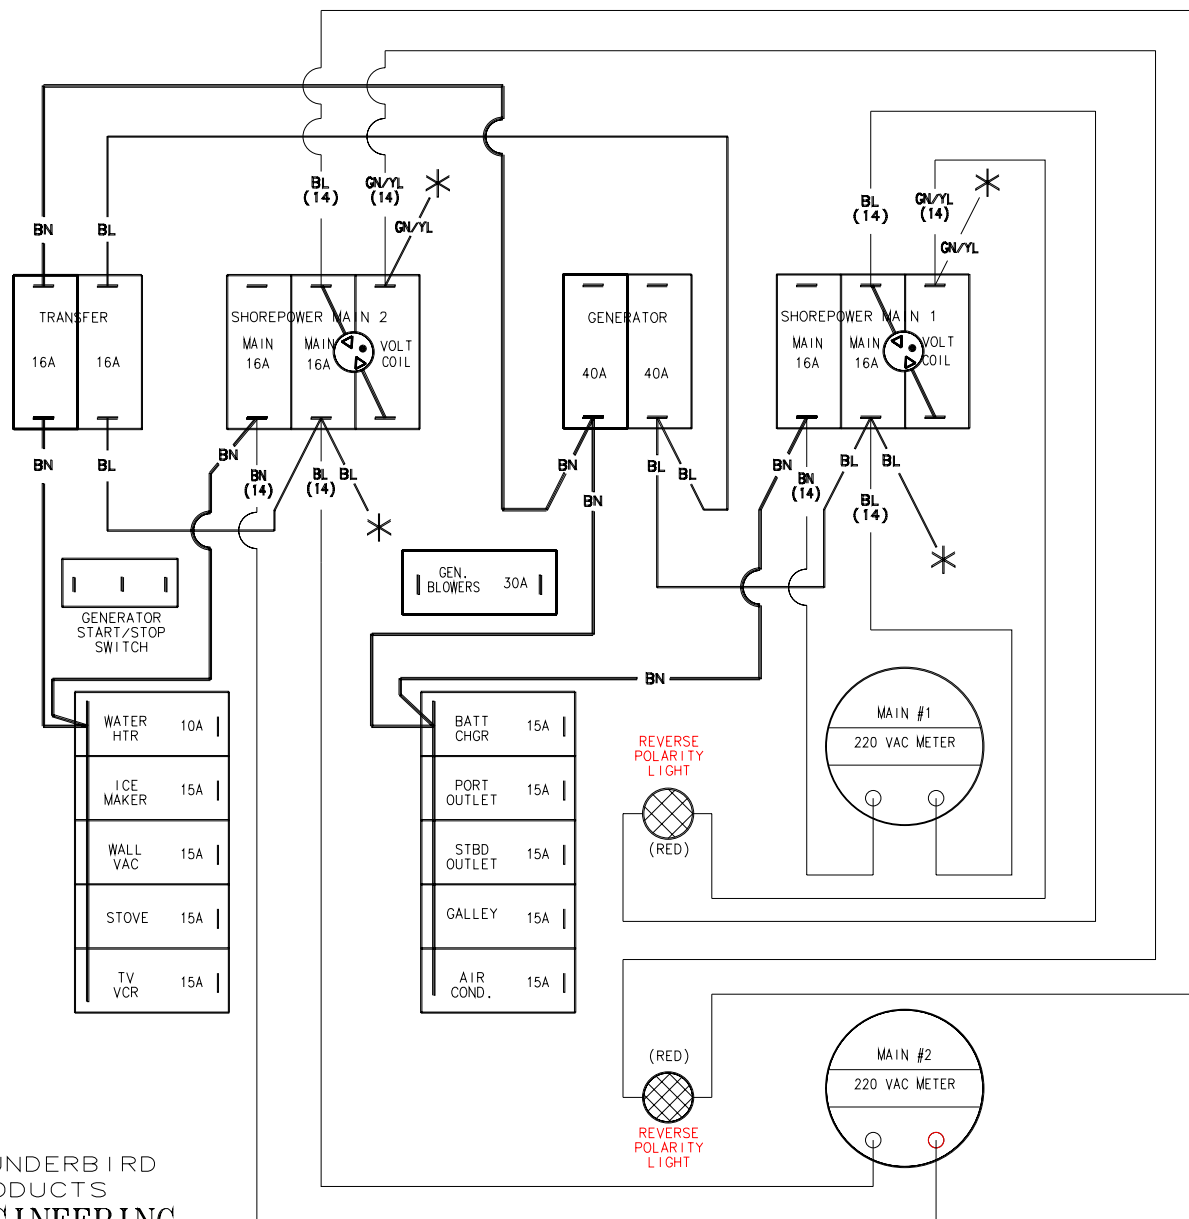 BL
(14)
GN/YL
(14)
GN/YL
BN
BL
BL
(14)
GN/YL
(14)
GN/YL
TRANSFER
16A
16A
SHOREPOWER MAIN 2
MAIN
16A
MAIN
16A
VOLT
COIL
GENERATOR
40A
40A
SHOREPOWER MAIN 1
MAIN
16A
MAIN
16A
VOLT
COIL
BN
BL
BN
BN
(14)
BL
(14)
BL
BN
BN
BL
BL
BN
BN
(14)
BL
BL
(14)
BL
GENERATOR
START/STOP
SWITCH
GEN.
BLOWERS
30A
BN
WATER
HTR
10A
ICE
MAKER
15A
WALL
VAC
15A
STOVE
15A
TV
VCR
15A
BATT
CHGR
15A
PORT
OUTLET
15A
STBD
OUTLET
15A
GALLEY
15A
AIR
COND.
15A
REVERSE
POLARITY
LIGHT
(RED)
MAIN #1
220 VAC METER
(RED)
REVERSE
POLARITY
LIGHT
MAIN #2
220 VAC METER
UNDERBIRD
ODUCTS
GINEERING